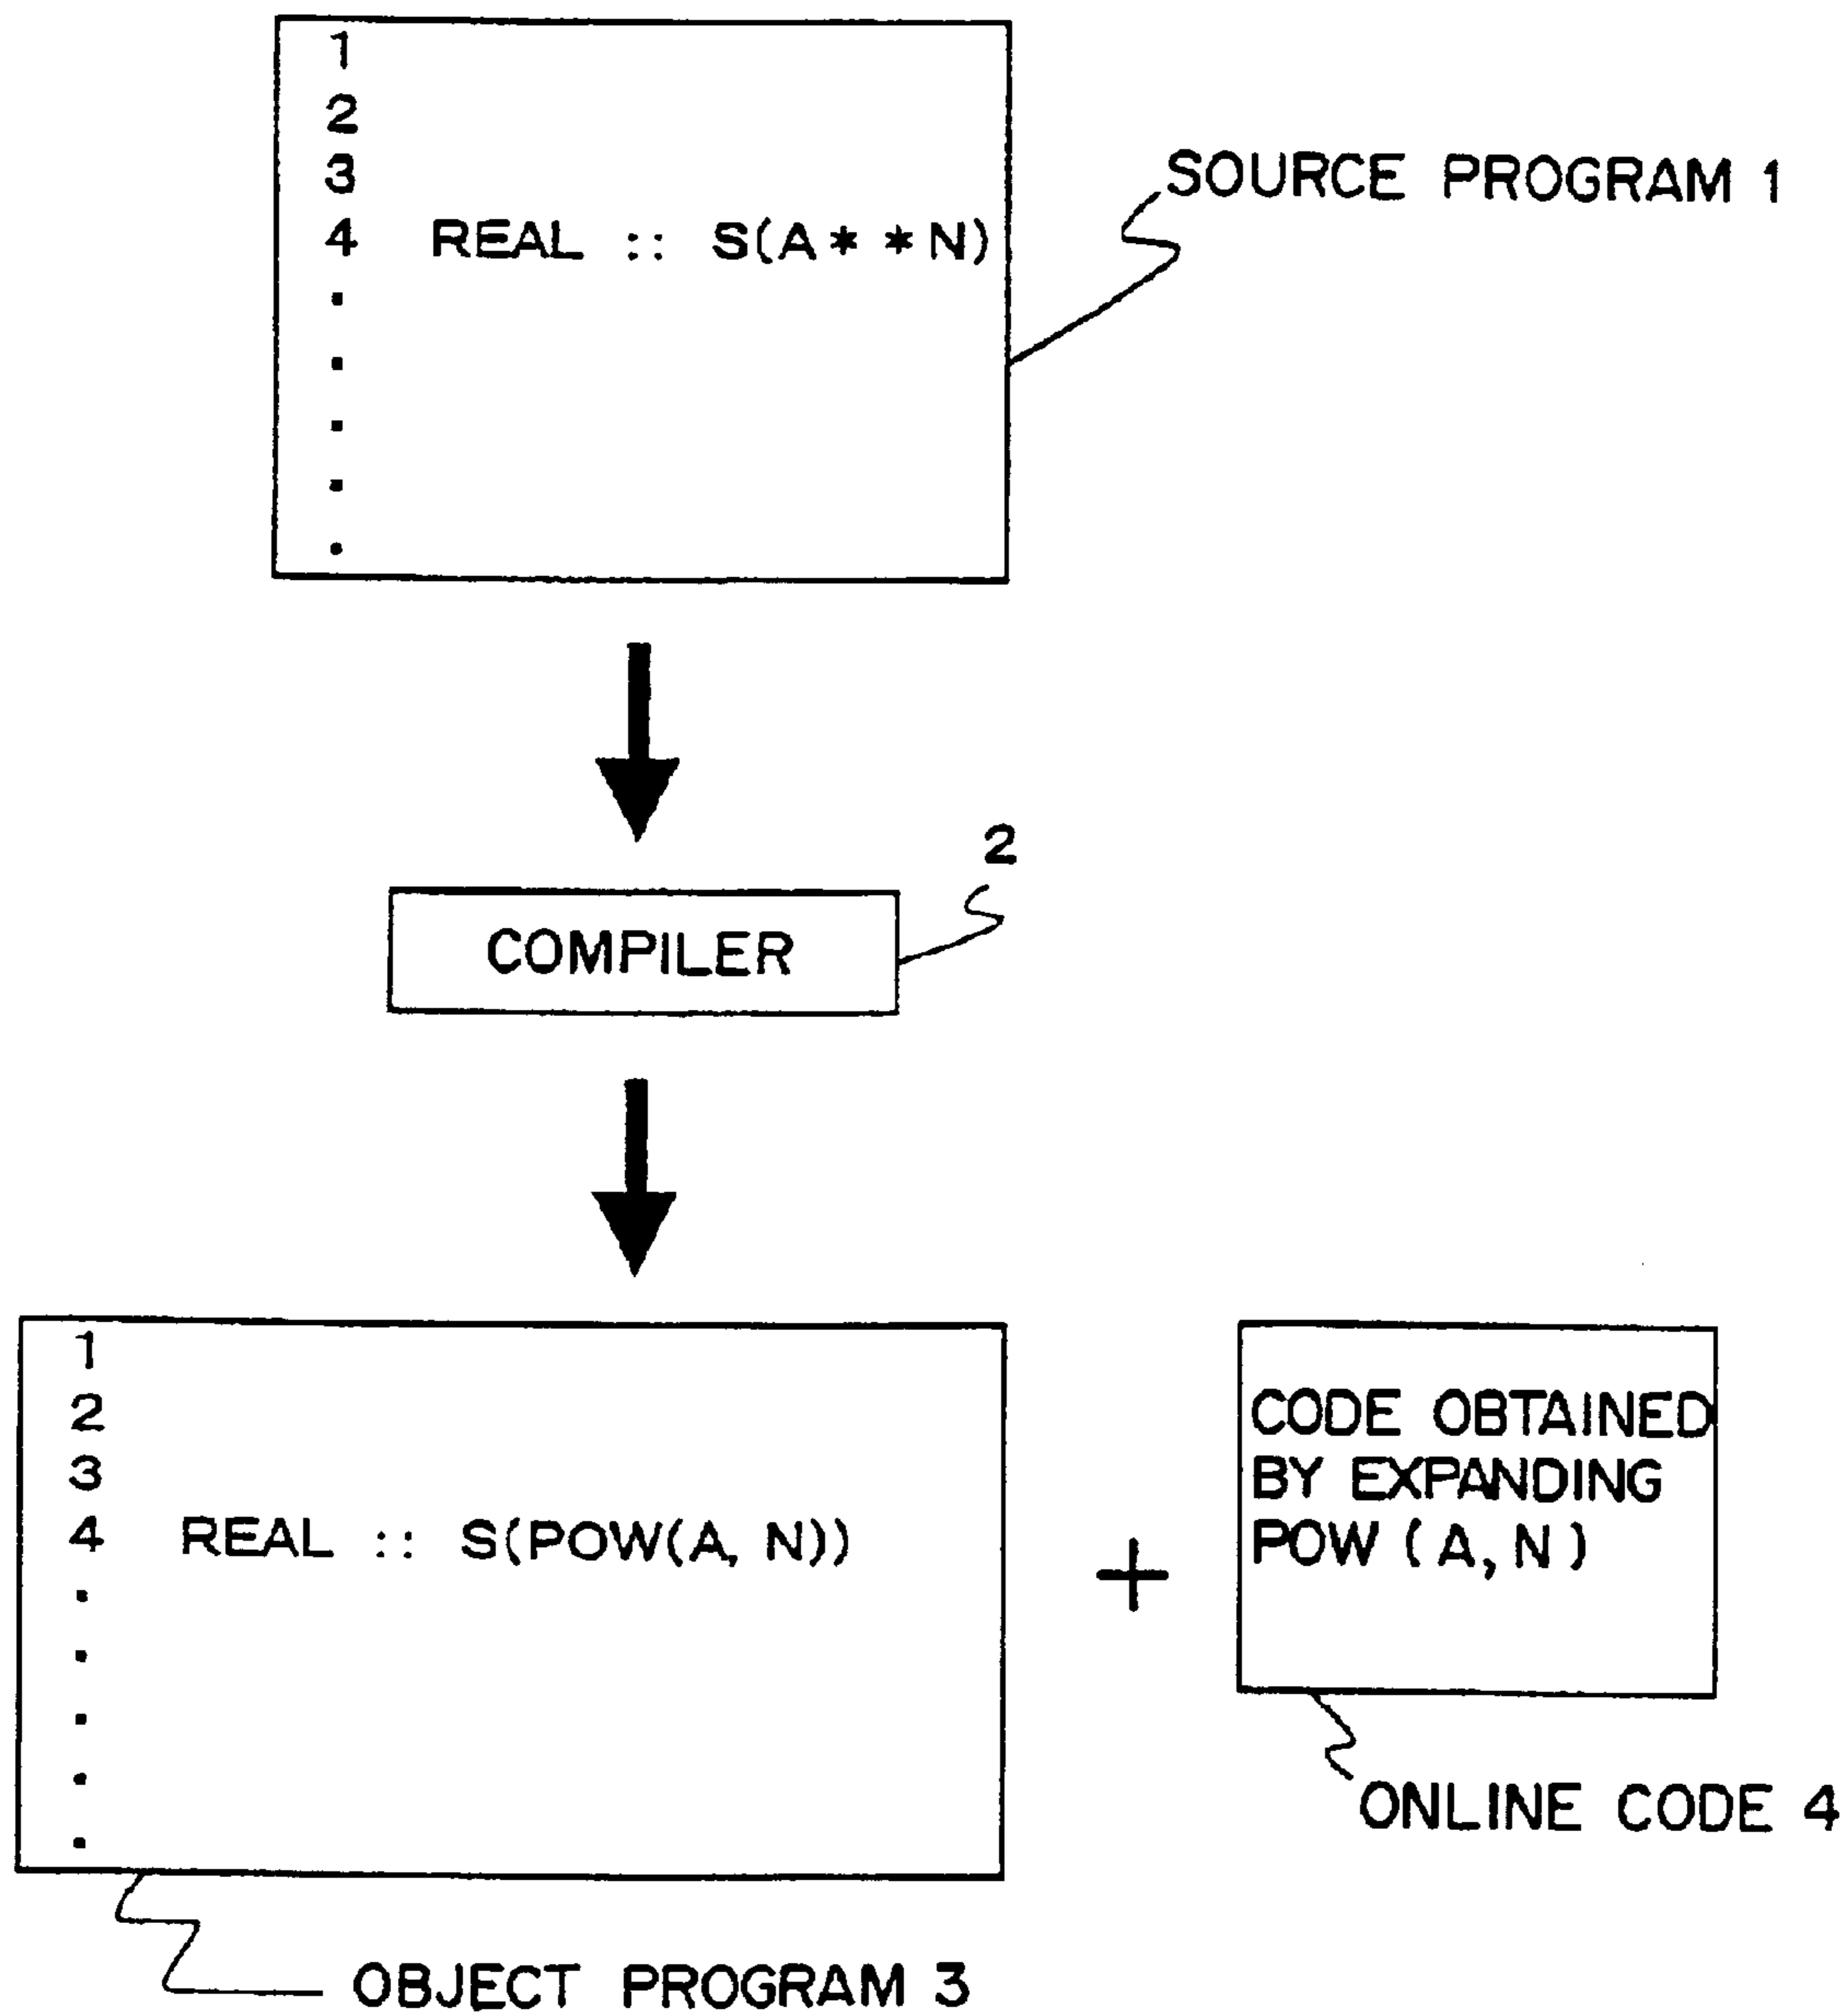 1
2
3
4 REAL :: S(A**N)
.
.
.
.
.
SOURCE PROGRAM 1
2
COMPILER
1
2
3
4 REAL :: S(POW(A, N))
.
.
.
.
.
+
CODE OBTAINED
BY EXPANDING
POW (A, N)
ONLINE CODE 4
OBJECT PROGRAM 3